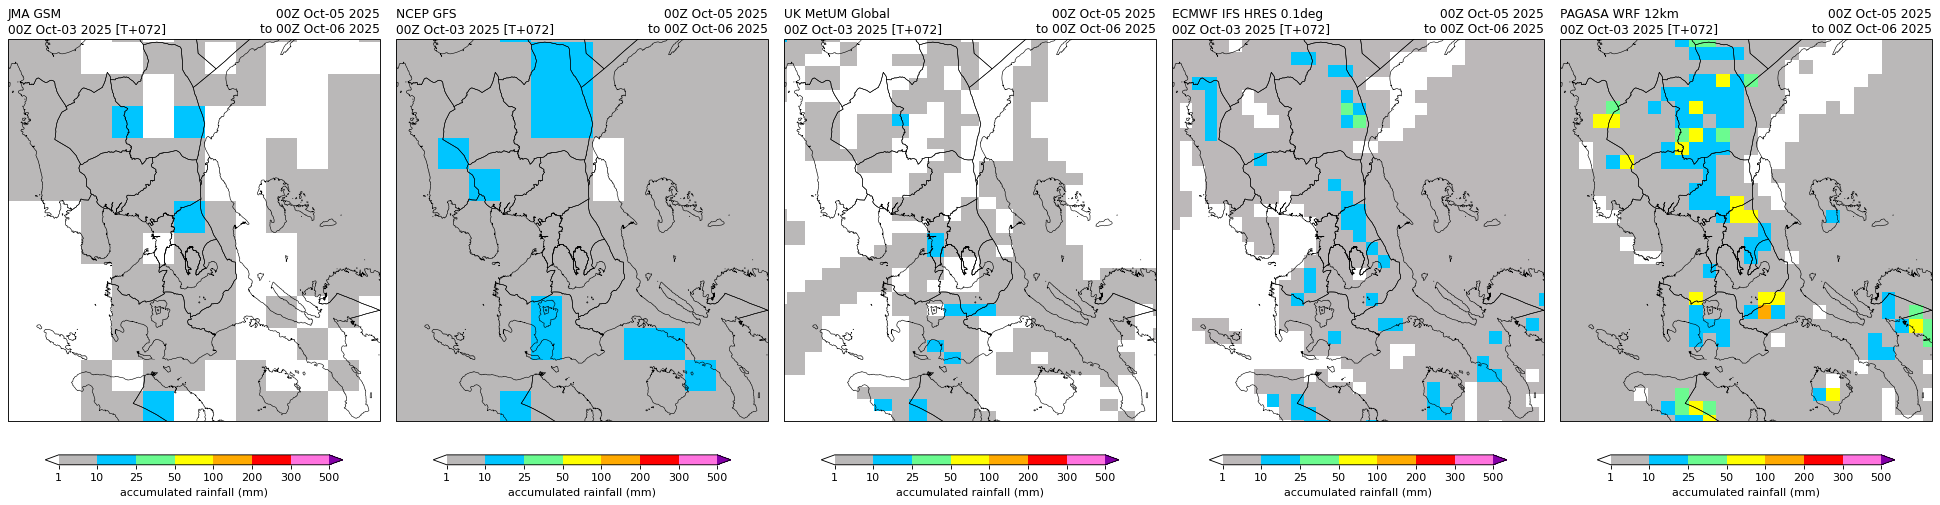 JMA GSM 00Z Oct-05 2025
00Z Oct-03 2025 [T+072] to 00Z Oct-06 2025
1 10 25 50 100 200 300 500
accumulated rainfall (mm)
NCEP GFS 00Z Oct-05 2025
00Z Oct-03 2025 [T+072] to 00Z Oct-06 2025
1 10 25 50 100 200 300 500
accumulated rainfall (mm)
UK MetUM Global 00Z Oct-05 2025
00Z Oct-03 2025 [T+072] to 00Z Oct-06 2025
1 10 25 50 100 200 300 500
accumulated rainfall (mm)
ECMWF IFS HRES 0.1deg 00Z Oct-05 2025
00Z Oct-03 2025 [T+072] to 00Z Oct-06 2025
1 10 25 50 100 200 300 500
accumulated rainfall (mm)
PAGASA WRF 12km 00Z Oct-05 2025
00Z Oct-03 2025 [T+072] to 00Z Oct-06 2025
1 10 25 50 100 200 300 500
accumulated rainfall (mm)